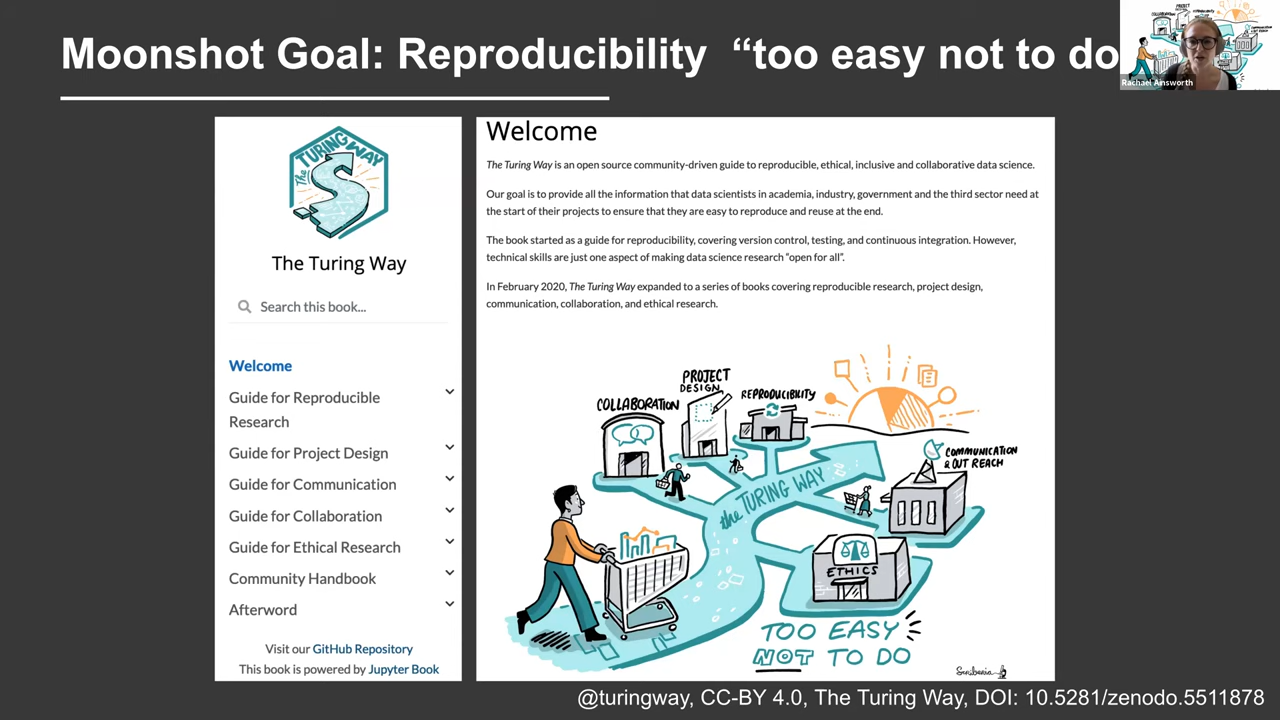 Moonshot Goal: Reproducibility “too easy not to do
Rachael Ainsworth
The TURING WAY
The Turing Way
Search this book...
Welcome
Guide for Reproducible
Research
Guide for Project Design
Guide for Communication
Guide for Collaboration
Guide for Ethical Research
Community Handbook
Afterword
Visit our GitHub Repository
This book is powered by Jupyter Book
Welcome
The Turing Way is an open source community-driven guide to reproducible, ethical, inclusive and collaborative data science.
Our goal is to provide all the information that data scientists in academia, industry, government and the third sector need at
the start of their projects to ensure that they are easy to reproduce and reuse at the end.
The book started as a guide for reproducibility, covering version control, testing, and continuous integration. However,
technical skills are just one aspect of making data science research “open for all”.
In February 2020, The Turing Way expanded to a series of books covering reproducible research, project design,
communication, collaboration, and ethical research.
COLLABORATION
PROJECT
DESIGN
REPRODUCIBILITY
COMMUNICATION
& OUT REACH
the TURING WAY
ETHICS
TOO EASY
NOT TO DO
Scriberia
@turingway, CC-BY 4.0, The Turing Way, DOI: 10.5281/zenodo.5511878